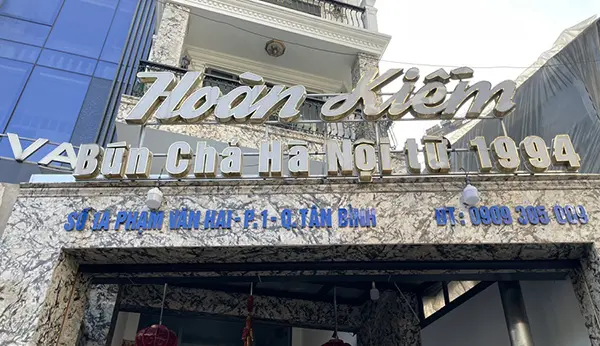 Hoàn Kiếm
VA
Bún Chả Hà Nội từ 1994
SỐ 1A PHẠM VĂN HAI - P.1 - Q.TÂN BÌNH ĐT: 0909 305 009